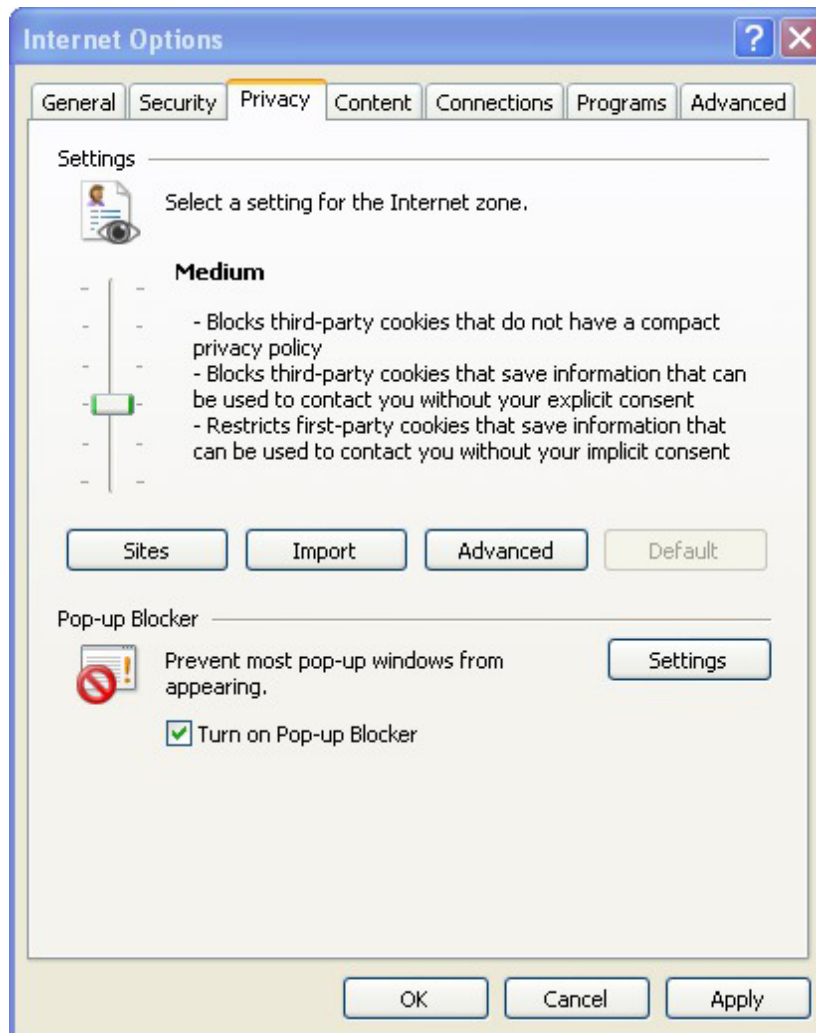 Internet Options
General Security Privacy Content Connections Programs Advanced
Settings
Select a setting for the Internet zone.
Medium
- Blocks third-party cookies that do not have a compact
privacy policy
- Blocks third-party cookies that save information that can
be used to contact you without your explicit consent
- Restricts first-party cookies that save information that
can be used to contact you without your implicit consent
Sites Import Advanced Default
Pop-up Blocker
Prevent most pop-up windows from
appearing.
Settings
Turn on Pop-up Blocker
OK Cancel Apply